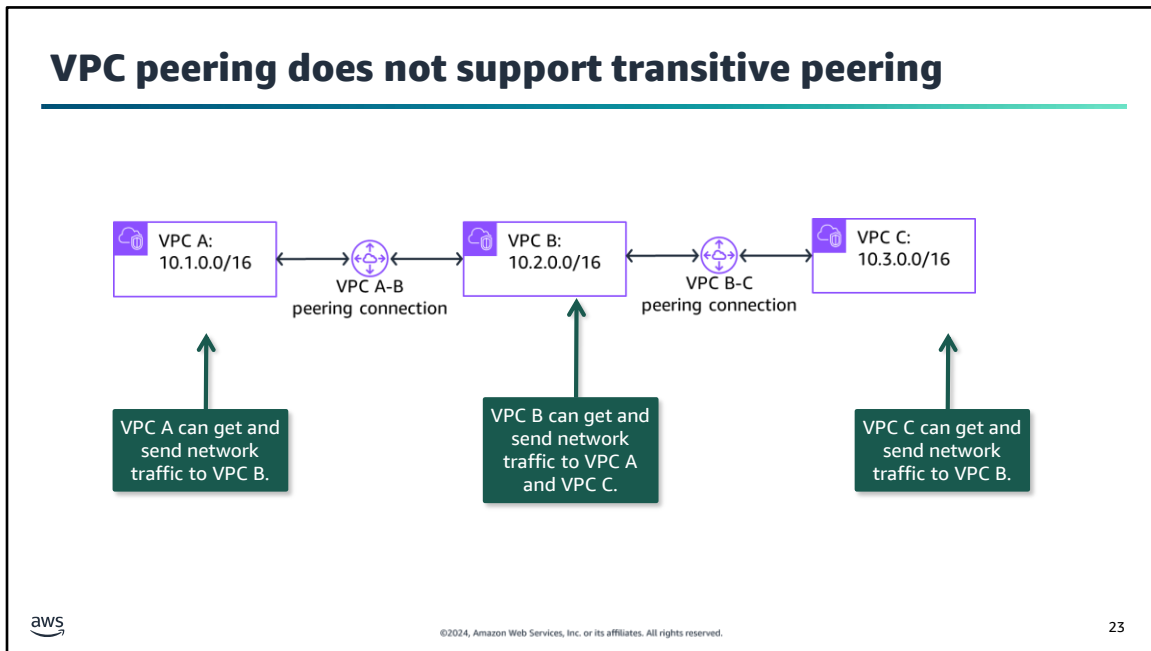 VPC peering does not support transitive peering
VPC A:
10.1.0.0/16
VPC A-B
peering connection
VPC B:
10.2.0.0/16
VPC B-C
peering connection
VPC C:
10.3.0.0/16
VPC A can get and
send network
traffic to VPC B.
VPC B can get and
send network
traffic to VPC A
and VPC C.
VPC C can get and
send network
traffic to VPC B.
aws
©2024, Amazon Web Services, Inc. or its affiliates. All rights reserved.
23